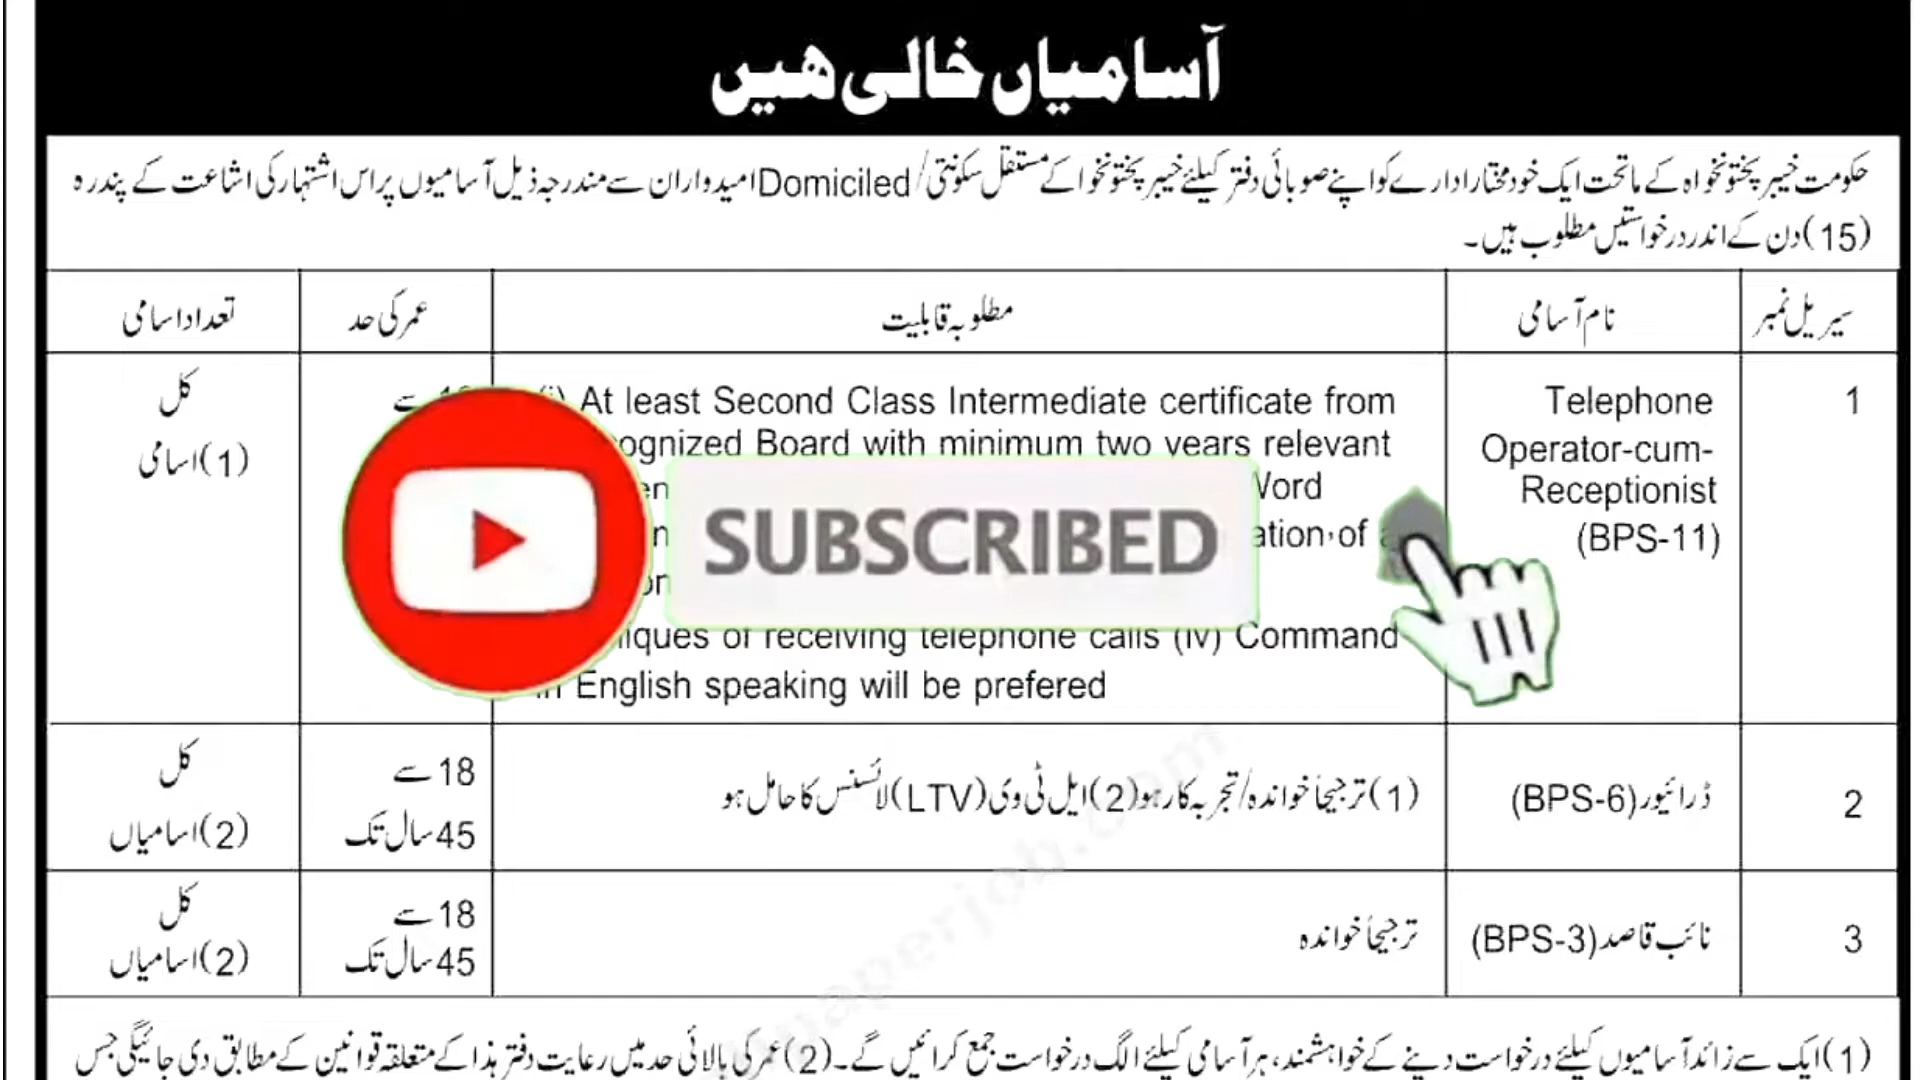 آسامیاں خالی ہیں
حکومت خیبر پختونخواہ کے ماتحت ایک خودمختار ادارے کو اپنے صوبائی دفتر کیلئے خیبر پختونخوا کے مستقل سکونتی/Domiciled امیدواران سے مندرجہ ذیل آسامیوں پر اس اشتہار کی اشاعت کے پندرہ
(15) دن کے اندر درخواستیں مطلوب ہیں۔
سیریل نمبر نام آسامی مطلوبہ قابلیت عمر کی حد تعداد اسامی
1
Telephone
Operator-cum-
Receptionist
(BPS-11)
At least Second Class Intermediate certificate from
Board with minimum two years relevant
Word
of
of receiving telephone calls (iv) Command
English speaking will be prefered
سے
کل
(1) اسامی
SUBSCRIBED
2
ڈرائیور (BPS-6)
(1) ترجیحاً خواندہ/تجربہ کار ہو (2) ایل ٹی وی (LTV) لائسنس کا حامل ہو
18 سے
45 سال تک
کل
(2) اسامیاں
3
نائب قاصد (BPS-3)
ترجیحاً خواندہ
18 سے
45 سال تک
کل
(2) اسامیاں
(1) ایک سے زائد آسامیوں کیلئے درخواست دینے کے خواہشمند، ہر آسامی کیلئے الگ درخواست جمع کرائیں گے۔ (2) عمر کی بالائی حد میں رعایت دفتر ہذا کے متعلقہ قوانین کے مطابق دی جائیگی جس